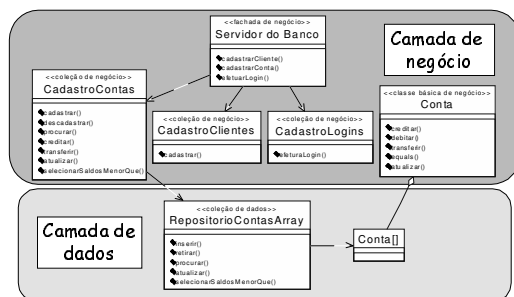 <<fachada de negócio>>
Servidor do Banco
cadastrarCliente()
cadastrarConta()
efetuarLogin()
Camada de
negócio
<<coleção de negócio>>
CadastroContas
cadastrar()
descadastrar()
procurar()
creditar()
transferir()
atualizar()
selecionarSaldosMenorQue()
<<coleção de negócio>>
CadastroClientes
cadastrar()
<<coleção de negócio>>
CadastroLogins
efeturaLogin()
<<classe básica de negócio>>
Conta
creditar()
debitar()
transferir()
equals()
atualizar()
Camada de
dados
<<coleção de dados>>
RepositorioContasArray
inserir()
retirar()
procurar()
atualizar()
selecionarSaldosMenorQue()
Conta[]